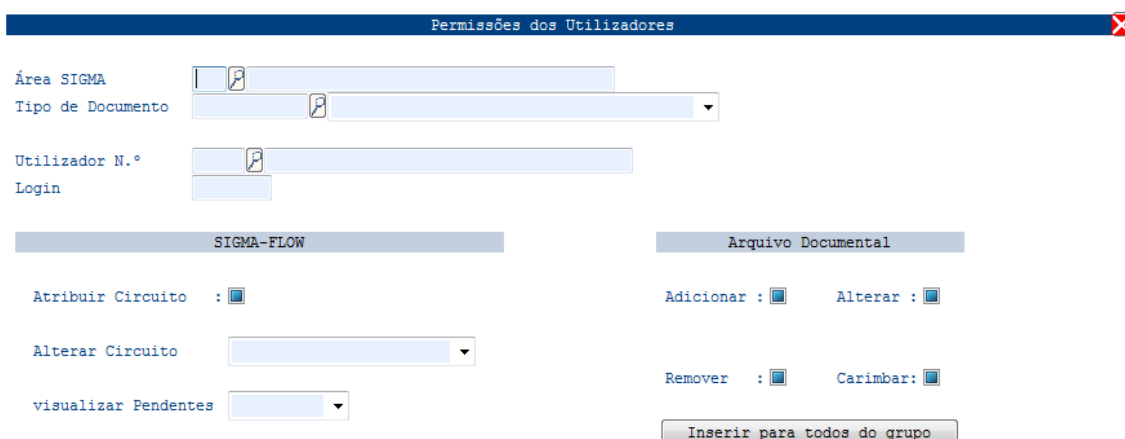 Permissões dos Utilizadores
Área SIGMA
Tipo de Documento
Utilizador N.º
Login
SIGMA-FLOW
Arquivo Documental
Atribuir Circuito :
Adicionar : Alterar :
Alterar Circuito
Remover : Carimbar:
visualizar Pendentes
Inserir para todos do grupo